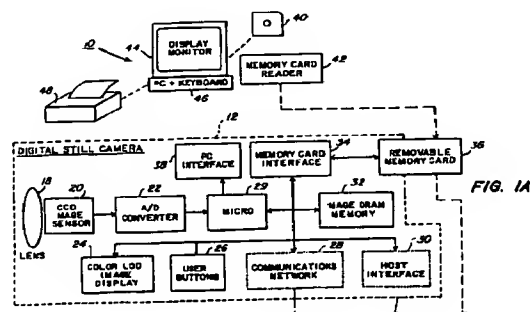 10
44
DISPLAY
MONITOR
40
MEMORY CARD
READER
42
PC + KEYBOARD
46
48
12
DIGITAL STILL CAMERA
38
PC
INTERFACE
34
MEMORY CARD
INTERFACE
REMOVABLE
MEMORY CARD
36
FIG. 1A
18
LENS
20
CCD
IMAGE
SENSOR
22
A/D
CONVERTER
29
MICRO
32
IMAGE DRAM
MEMORY
24
COLOR LCD
IMAGE
DISPLAY
26
USER
BUTTONS
28
COMMUNICATIONS
NETWORK
30
HOST
INTERFACE